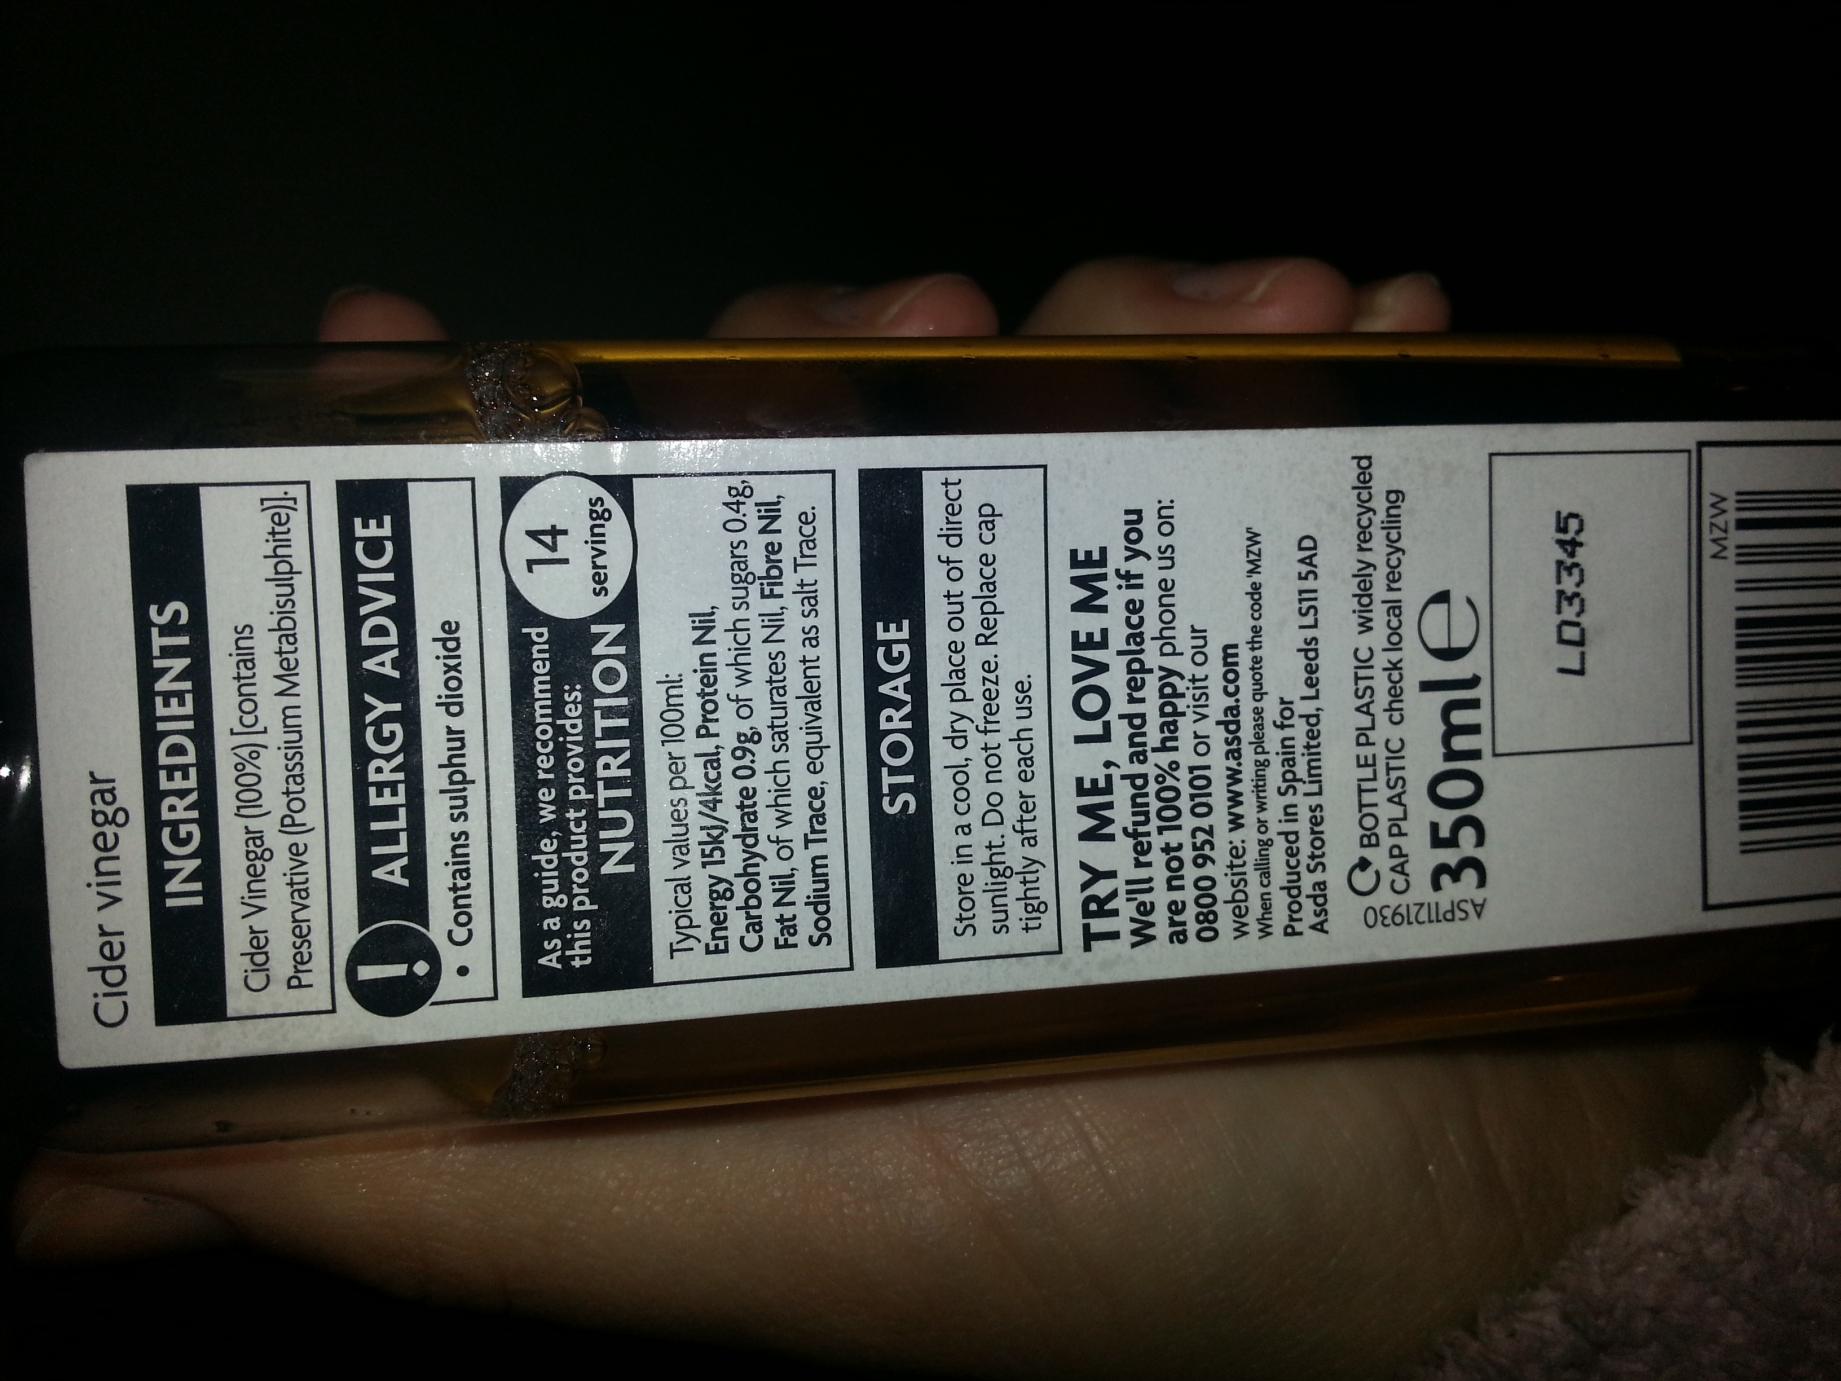 Cider vinegar
INGREDIENTS
Cider Vinegar (100%) [contains
Preservative (Potassium Metabisulphite)].
! ALLERGY ADVICE
• Contains sulphur dioxide
As a guide, we recommend
this product provides:
14
servings
NUTRITION
Typical values per 100ml:
Energy 15kJ/4kcal, Protein Nil,
Carbohydrate 0.9g, of which sugars 0.4g,
Fat Nil, of which saturates Nil, Fibre Nil,
Sodium Trace, equivalent as salt Trace.
STORAGE
Store in a cool, dry place out of direct
sunlight. Do not freeze. Replace cap
tightly after each use.
TRY ME, LOVE ME
We'll refund and replace if you
are not 100% happy phone us on:
0800 952 0101 or visit our
website: www.asda.com
When calling or writing please quote the code 'MZW'
Produced in Spain for
Asda Stores Limited, Leeds LS11 5AD
BOTTLE PLASTIC widely recycled
CAP PLASTIC check local recycling
ASP1121930
350ml e
LD3345
MZW